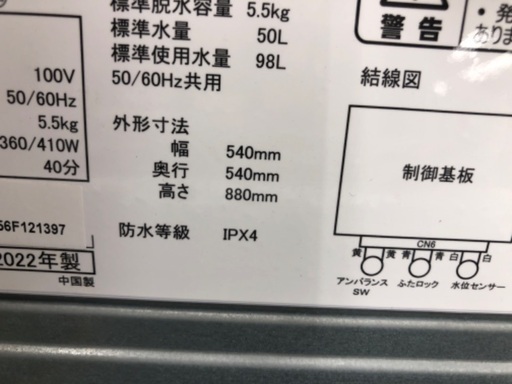 標準脱水容量 5.5kg
標準水量 50L
標準使用水量 98L
50/60Hz共用
100V
50/60Hz
5.5kg
360/410W
40分
外形寸法
幅 540mm
奥行 540mm
高さ 880mm
防水等級 IPX4
56F121397
2022年製
中国製
警告
・発
あります
結線図
制御基板
CN6
黄 黄 青 青 白 白
アンバランス SW
ふたロック
水位センサー